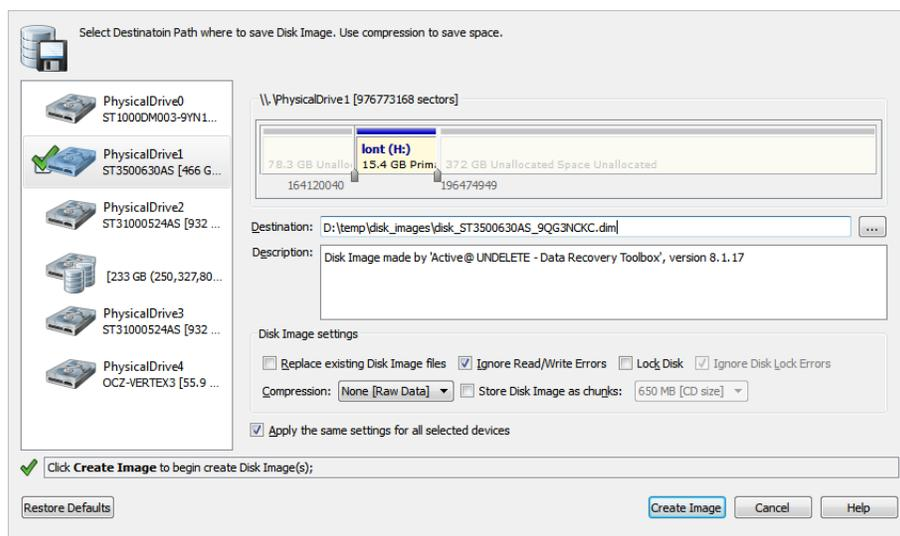 Select Destinatoin Path where to save Disk Image. Use compression to save space.
PhysicalDrive0
ST1000DM003-9YN1...
PhysicalDrive1
ST3500630AS [466 G...
PhysicalDrive2
ST31000524AS [932 ...
[233 GB (250,327,80...
PhysicalDrive3
ST31000524AS [932 ...
PhysicalDrive4
OCZ-VERTEX3 [55.9 ...
\\.\PhysicalDrive1 [976773168 sectors]
lont (H:)
78.3 GB Unallo 15.4 GB Prima 372 GB Unallocated Space Unallocated
164120040 196474949
Destination: D:\temp\disk_images\disk_ST3500630AS_9QG3NCKC.dim ...
Description: Disk Image made by 'Active@ UNDELETE - Data Recovery Toolbox', version 8.1.17
Disk Image settings
Replace existing Disk Image files Ignore Read/Write Errors Lock Disk Ignore Disk Lock Errors
Compression: None [Raw Data] Store Disk Image as chunks: 650 MB [CD size]
Apply the same settings for all selected devices
Click Create Image to begin create Disk Image(s);
Restore Defaults Create Image Cancel Help